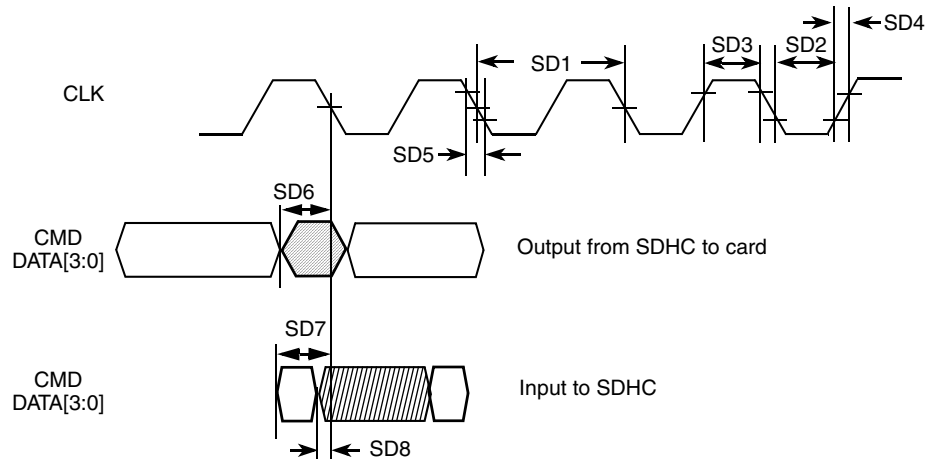 SD4
SD3
SD2
SD1
CLK
SD5
SD6
CMD
DATA[3:0]
Output from SDHC to card
SD7
CMD
DATA[3:0]
Input to SDHC
SD8